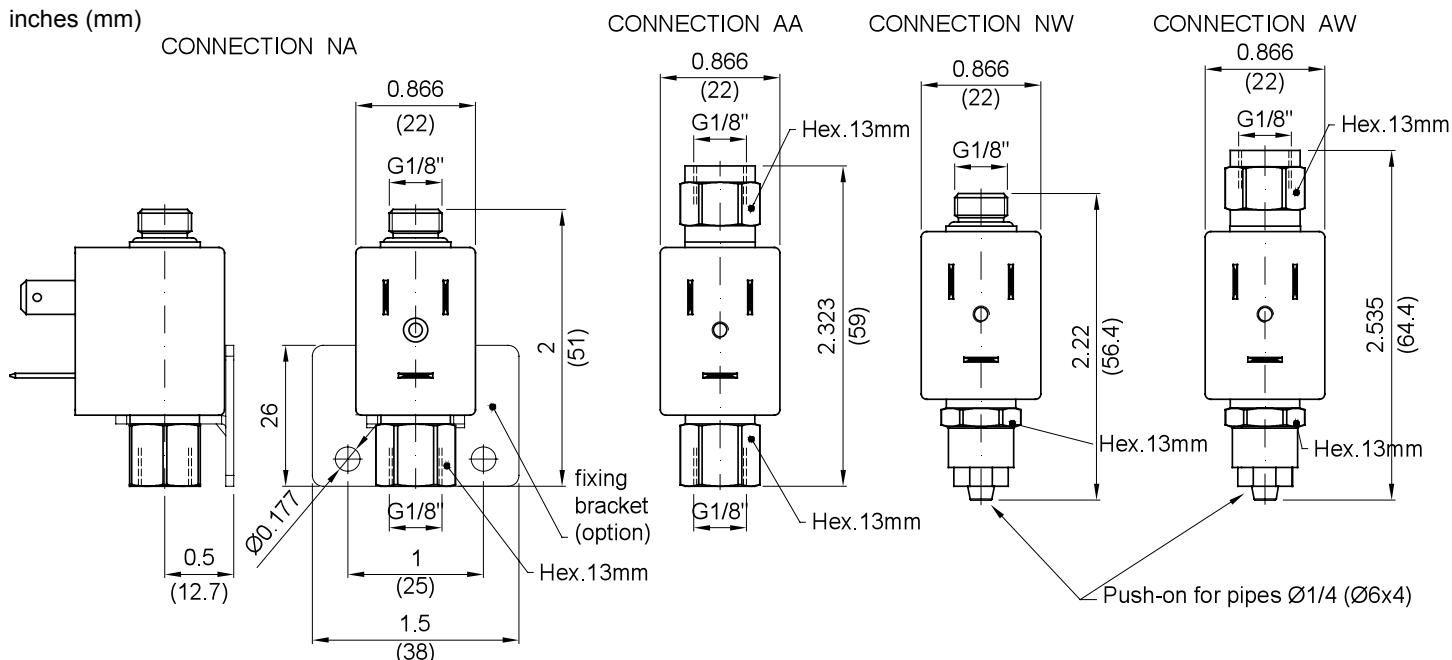 inches (mm)
CONNECTION NA
0.866
(22)
G1/8"
2
(51)
26
Ø0.177
G1/8"
fixing
bracket
(option)
Hex.13mm
0.5
(12.7)
1
(25)
1.5
(38)
CONNECTION AA
0.866
(22)
G1/8"
Hex.13mm
2.323
(59)
Hex.13mm
G1/8"
CONNECTION NW
0.866
(22)
G1/8"
2.22
(56.4)
Hex.13mm
CONNECTION AW
0.866
(22)
G1/8"
Hex.13mm
2.535
(64.4)
Hex.13mm
Push-on for pipes Ø1/4 (Ø6x4)